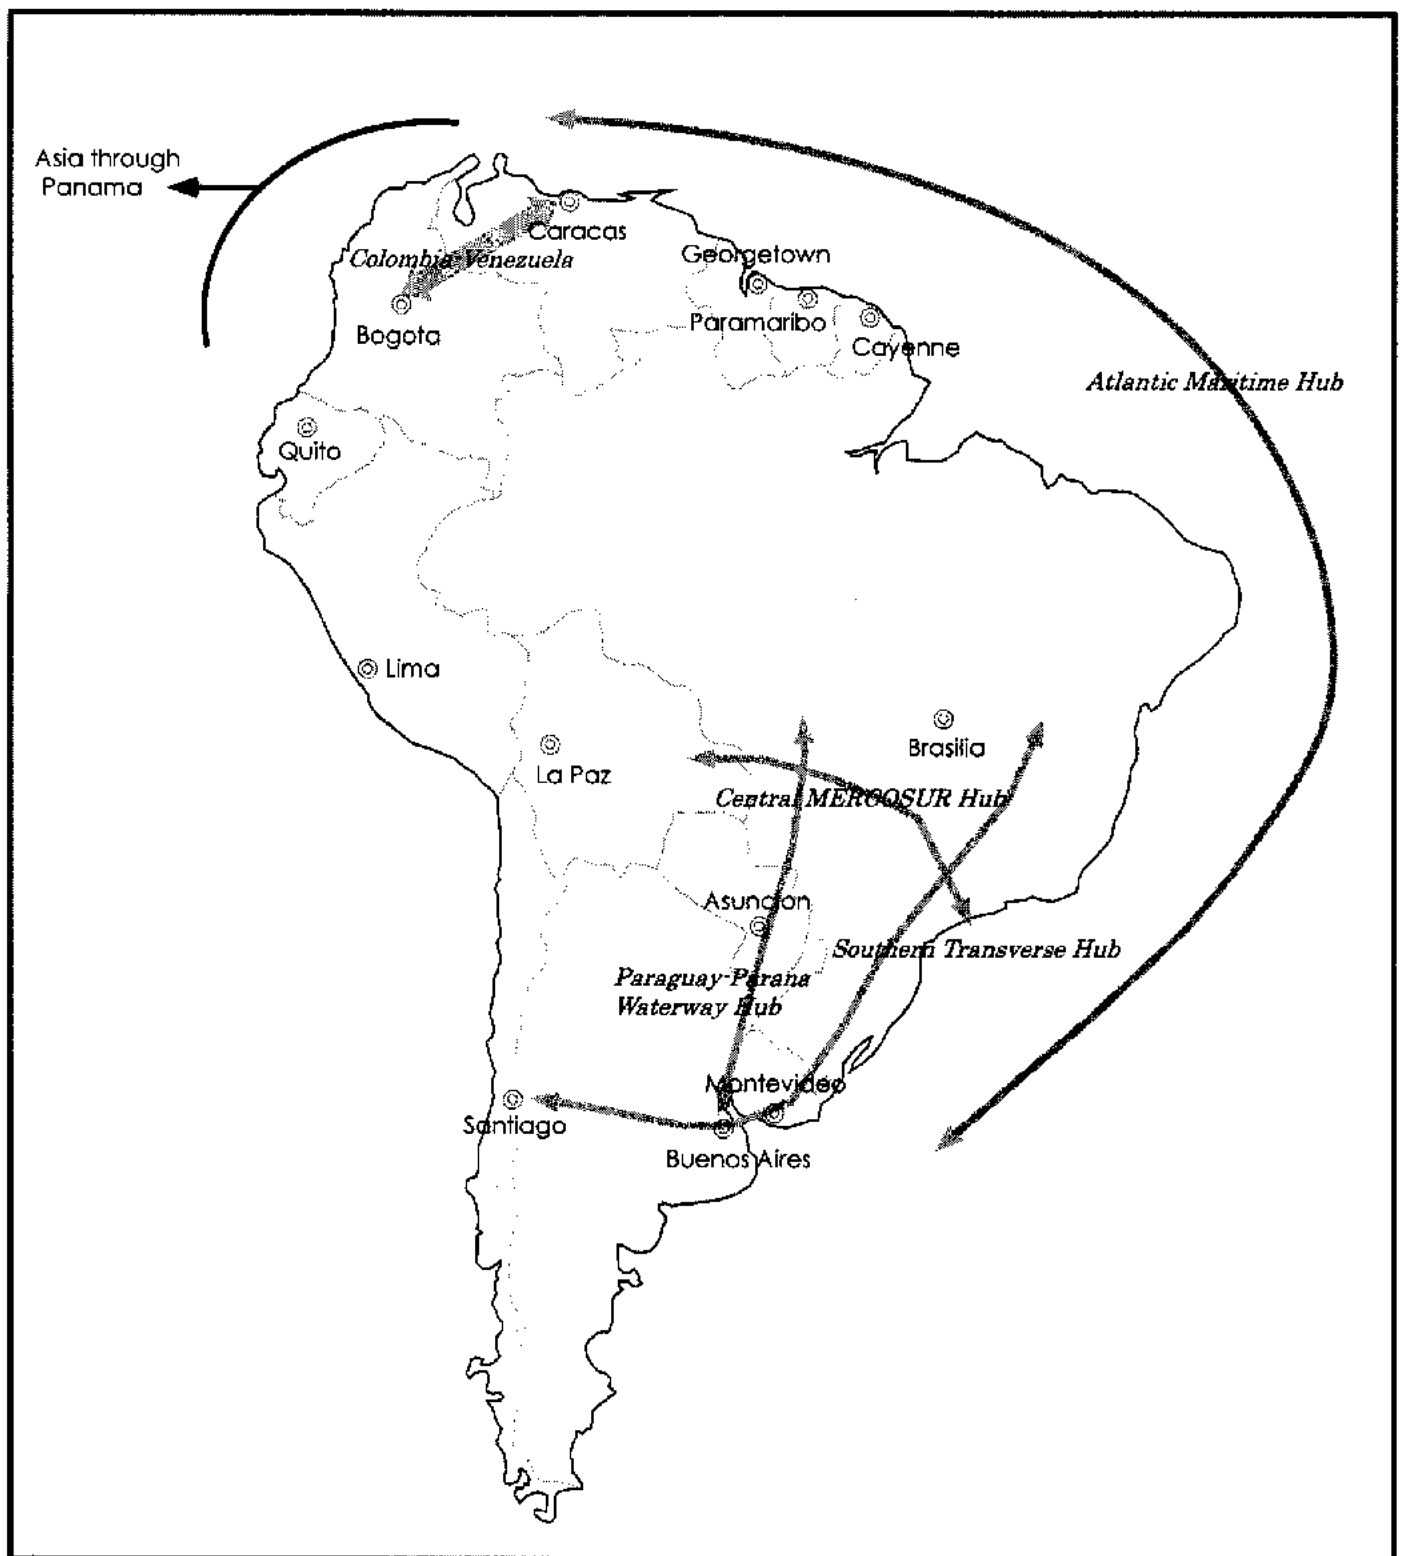 Asia through
Panama
Caracas
Colombia-Venezuela
Georgetown
Bogota
Paramaribo
Cayenne
Atlantic Maritime Hub
Quito
Lima
Brasilia
La Paz
Central MERCOSUR Hub
Asuncion
Southern Transverse Hub
Paraguay-Parana
Waterway Hub
Montevideo
Santiago
Buenos Aires